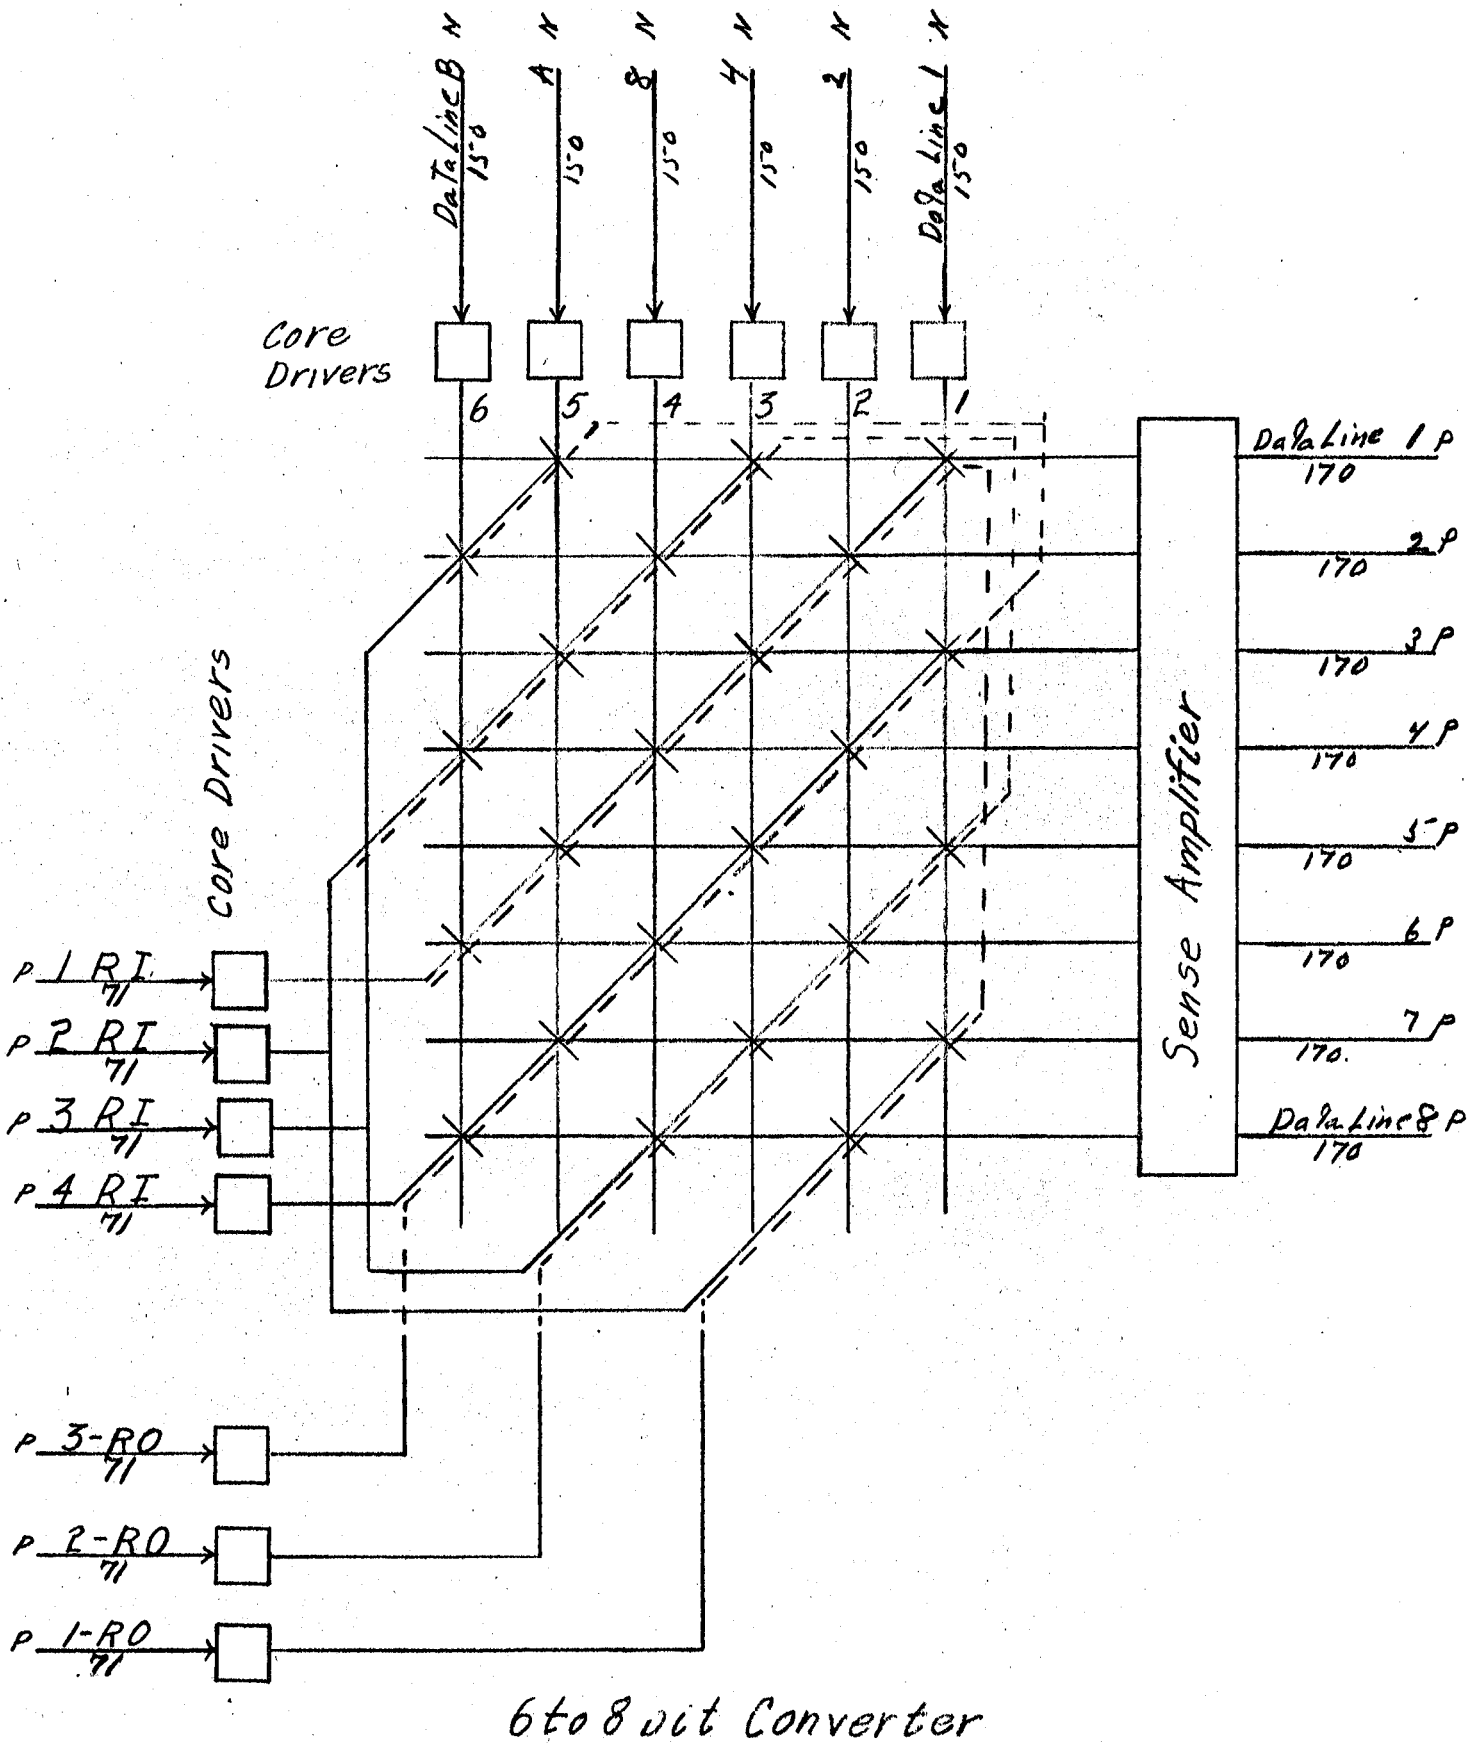 N N N N N N
Data Line B A 8 4 2 Data Line 1
150 150 150 150 150 150
Core
Drivers
6 5 4 3 2 1
Data Line 1 P
170
2 P
170
3 P
170
4 P
170
5 P
170
6 P
170
7 P
170.
Data Line 8 P
170
Sense Amplifier
Core Drivers
P 1 RI
71
P 2 RI
71
P 3 RI
71
P 4 RI
71
P 3-RO
71
P 2-RO
71
P 1-RO
71
6 to 8 bit Converter